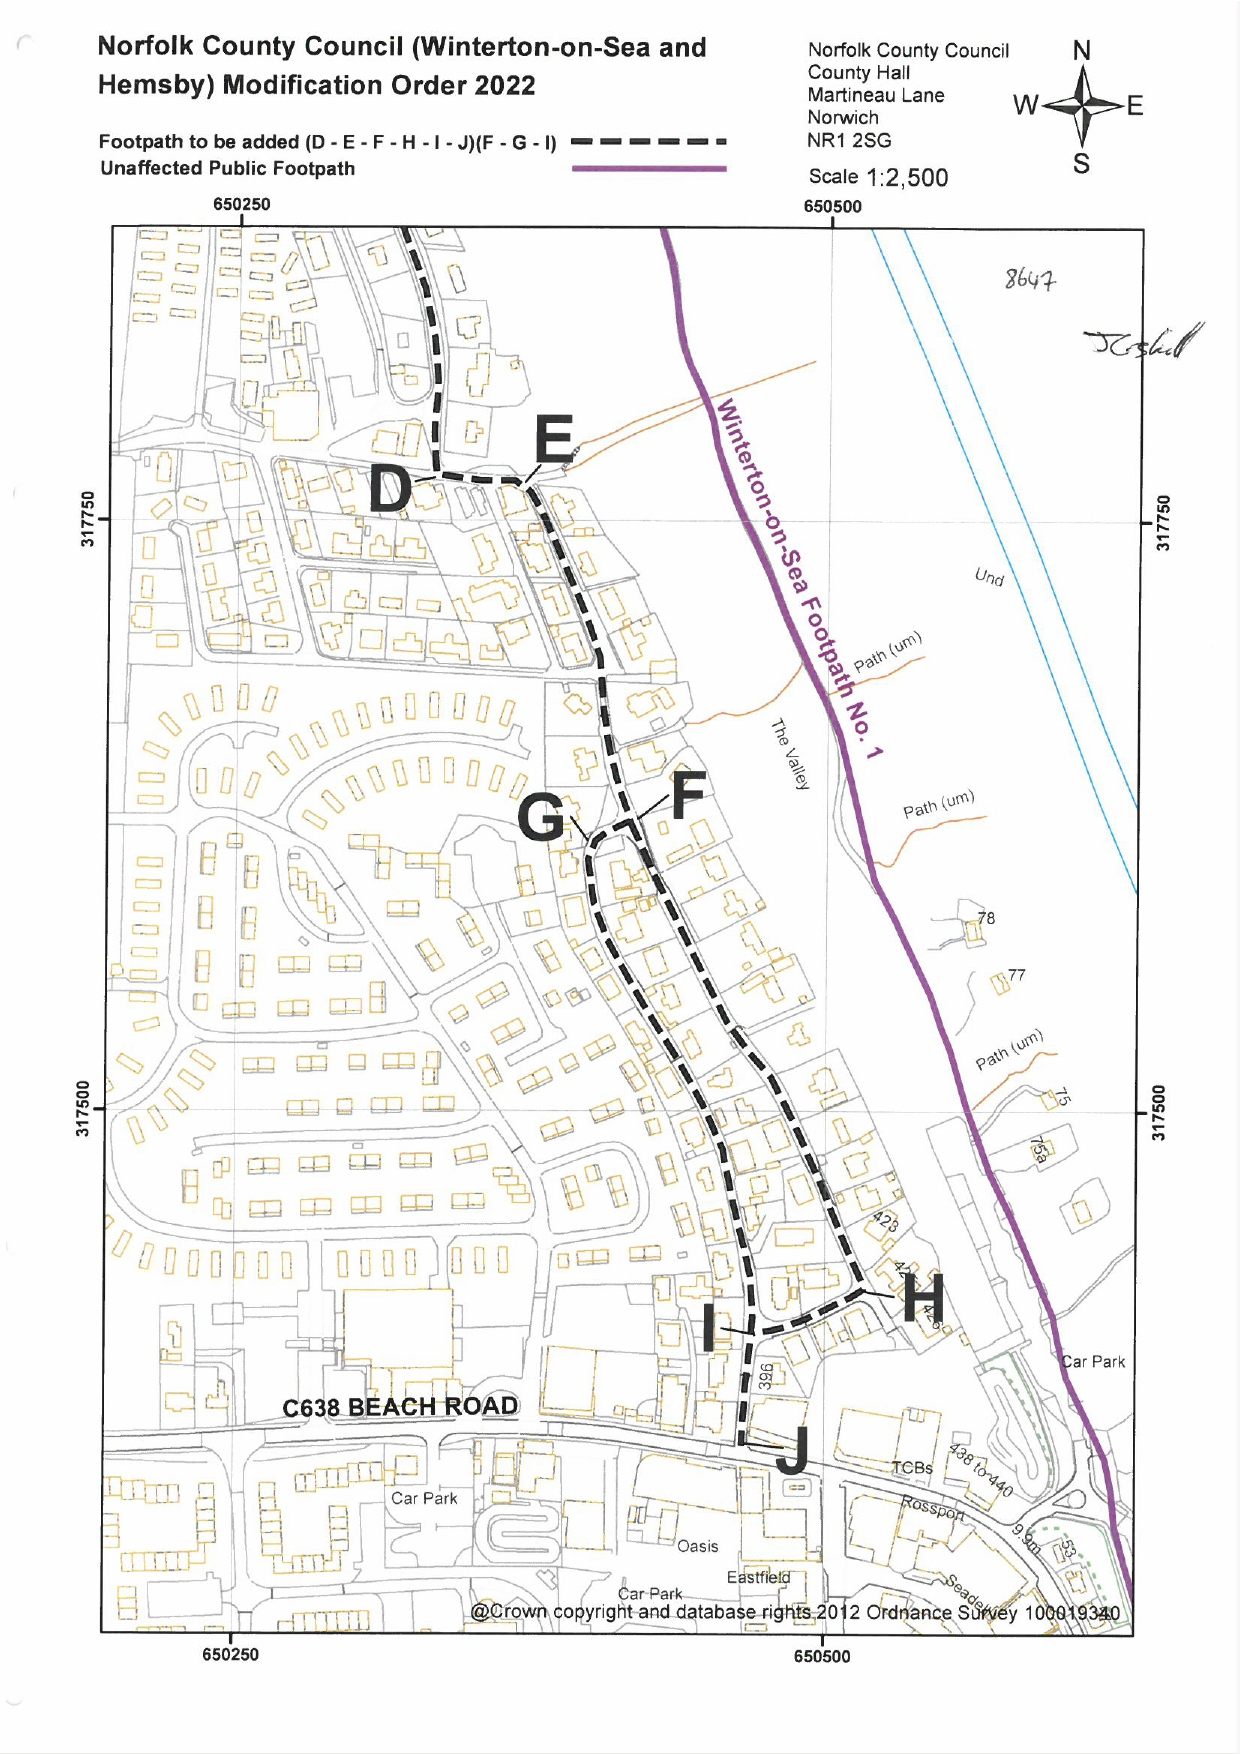 Norfolk County Council (Winterton-on-Sea and
Hemsby) Modification Order 2022
Footpath to be added (D - E - F - H - I - J)(F - G - I)
Unaffected Public Footpath
Norfolk County Council
County Hall
Martineau Lane
Norwich
NR1 2SG
Scale 1:2,500
N
W
E
S
650250
650500
8647
E
D
317750
317750
Winterton-on-Sea Footpath No. 1
Und
Path (um)
The Valley
F
G
Path (um)
78
77
Path (um)
75
317500
317500
75a
423
H
I
396
Car Park
C638 BEACH ROAD
J
TCBs
438 to 440
Car Park
Rossport
9.9m
53
Oasis
Eastfield
Car Park
@Crown copyright and database rights 2012 Ordnance Survey 100019340
650250
650500